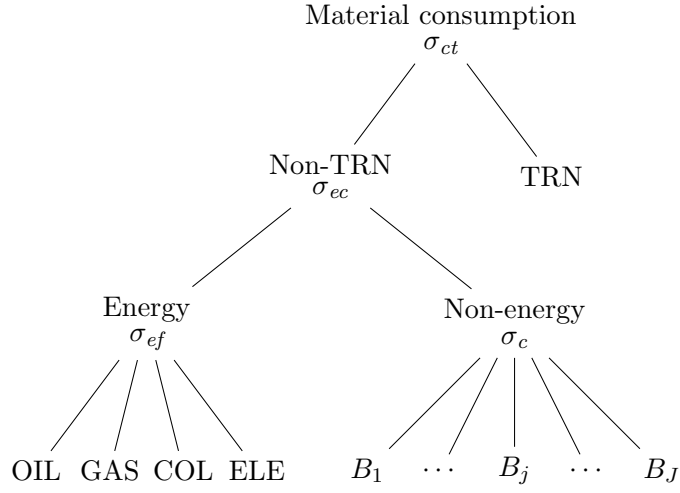 Material consumption
σ_ct
Non-TRN
σ_ec
TRN
Energy
σ_ef
Non-energy
σ_c
OIL GAS COL ELE
B_1 ⋯ B_j ⋯ B_J